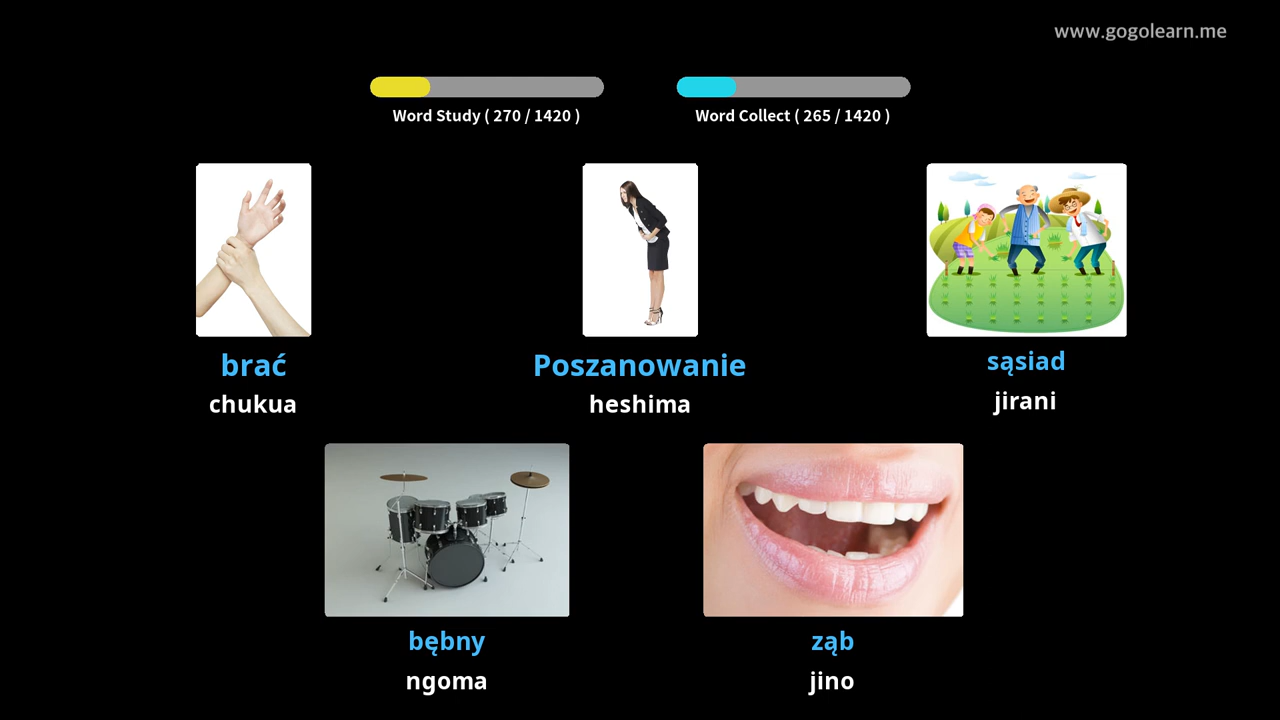 www.gogolearn.me
Word Study ( 270 / 1420 )
Word Collect ( 265 / 1420 )
brać
chukua
Poszanowanie
heshima
sąsiad
jirani
bębny
ngoma
ząb
jino